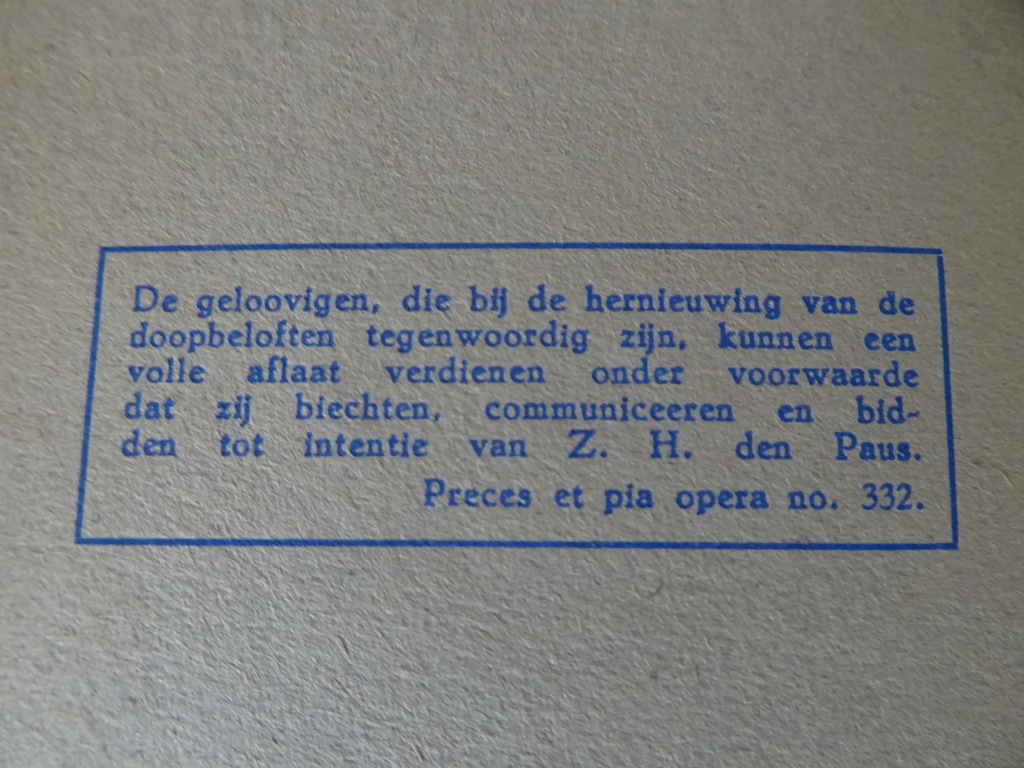 De geloovigen, die bij de hernieuwing van de
doopbeloften tegenwoordig zijn, kunnen een
volle aflaat verdienen onder voorwaarde
dat zij biechten, communiceeren en bid-
den tot intentie van Z. H. den Paus.
Preces et pia opera no. 332.